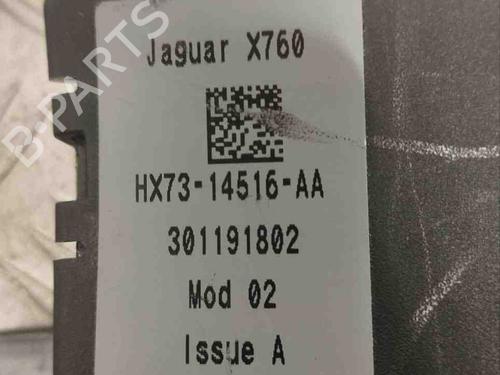 Jaguar X760
HX73-14516-AA
301191802
Mod 02
Issue A
B-PARTS